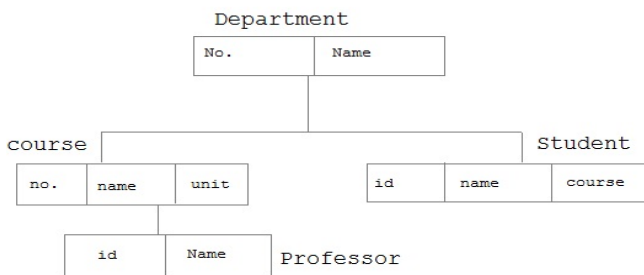 Department
No. Name
course Student
no. name unit id name course
id Name Professor